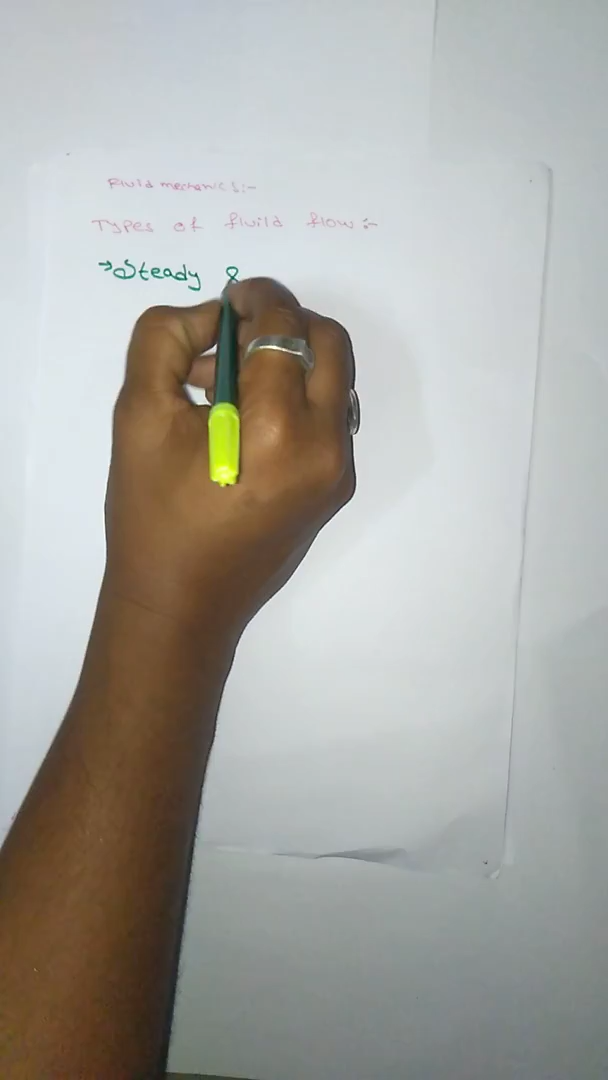 Fluid mechanics:-
Types of fluid flow:-
→Steady &